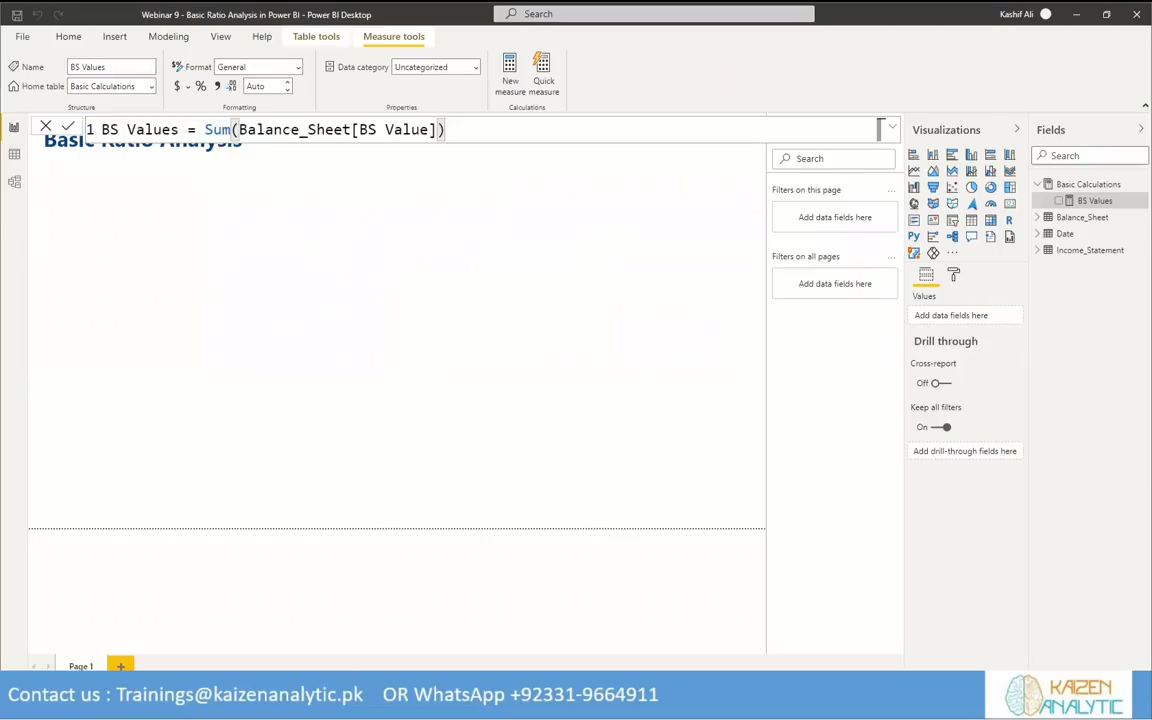 Webinar 9 - Basic Ratio Analysis in Power BI - Power BI Desktop
Search
Kashif Ali
File
Home
Insert
Modeling
View
Help
Table tools
Measure tools
Name
BS Values
Format
General
Data category
Uncategorized
New measure
Quick measure
Home table
Basic Calculations
$
%
Auto
Structure
Formatting
Properties
Calculations
1 BS Values = Sum(Balance_Sheet[BS Value])
Basic Ratio Analysis
Search
Filters on this page
Add data fields here
Filters on all pages
Add data fields here
Visualizations
R
Py
Values
Add data fields here
Drill through
Cross-report
Off
Keep all filters
On
Add drill-through fields here
Fields
Search
Basic Calculations
BS Values
Balance_Sheet
Date
Income_Statement
Page 1
Contact us : Trainings@kaizenanalytic.pk OR WhatsApp +92331-9664911
KAIZEN
ANALYTIC